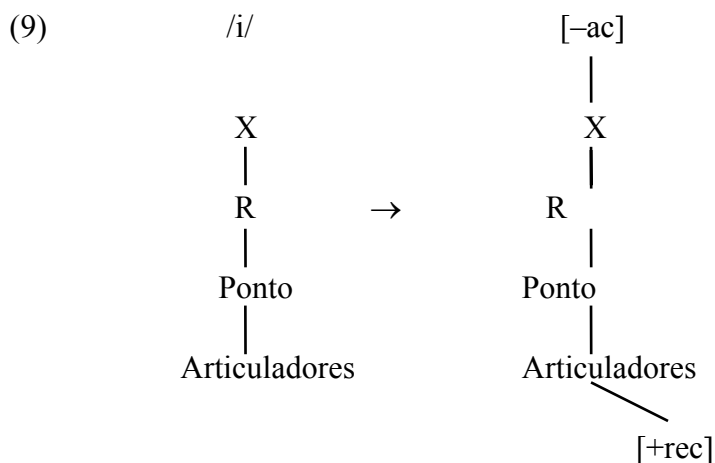 (9) /i/ [–ac]
X X
R → R
Ponto Ponto
Articuladores Articuladores
[+rec]